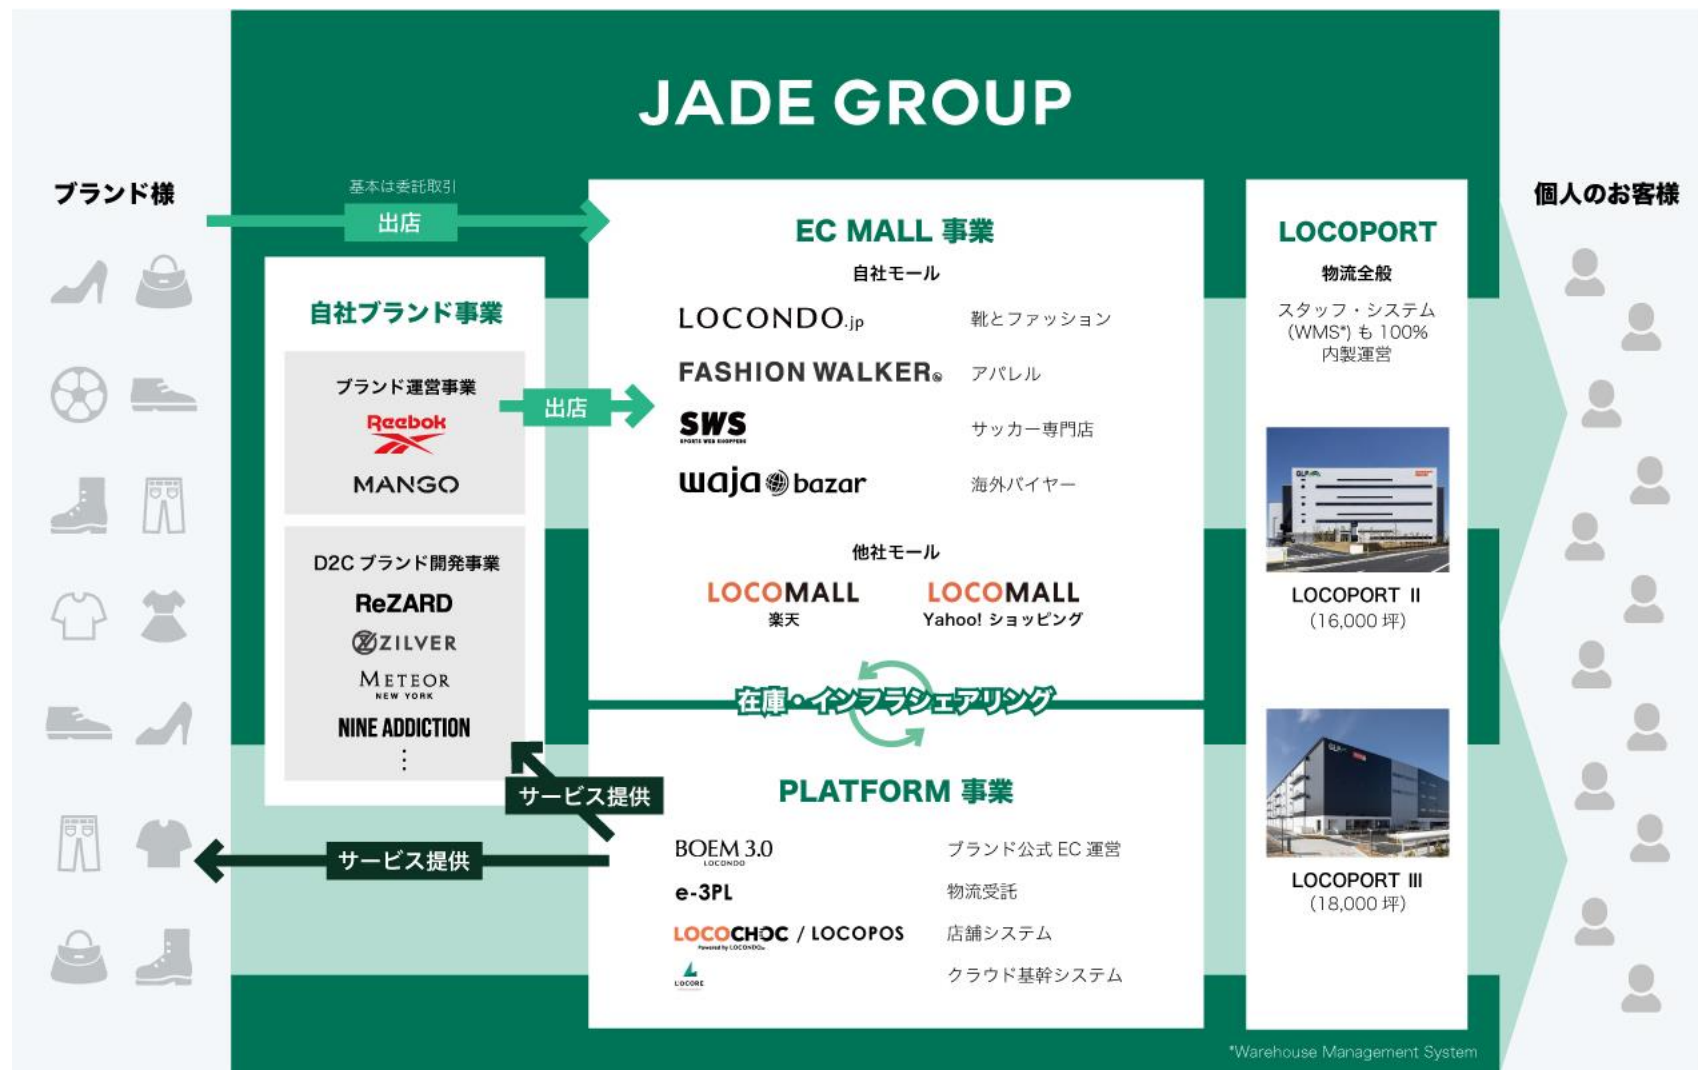 JADE GROUP
ブランド様
基本は委託取引
出店
自社ブランド事業
ブランド運営事業
Reebok
MANGO
出店
D2C ブランド開発事業
ReZARD
ZILVER
METEOR
NEW YORK
NINE ADDICTION
⋮
サービス提供
サービス提供
EC MALL 事業
自社モール
LOCONDO.jp 靴とファッション
FASHION WALKER アパレル
SWS サッカー専門店
SPORTS WEB SHOPPERS
waja bazar 海外バイヤー
他社モール
LOCOMALL LOCOMALL
楽天 Yahoo! ショッピング
在庫・インフラシェアリング
PLATFORM 事業
BOEM 3.0 ブランド公式 EC 運営
LOCONDO
e-3PL 物流受託
LOCOCHOC / LOCOPOS 店舗システム
Powered by LOCONDO.jp
LOCORE クラウド基幹システム
LOCOPORT
物流全般
スタッフ・システム
(WMS*) も 100%
内製運営
GLP
LOCOPORT II
(16,000 坪)
GLP
LOCOPORT III
(18,000 坪)
*Warehouse Management System
個人のお客様